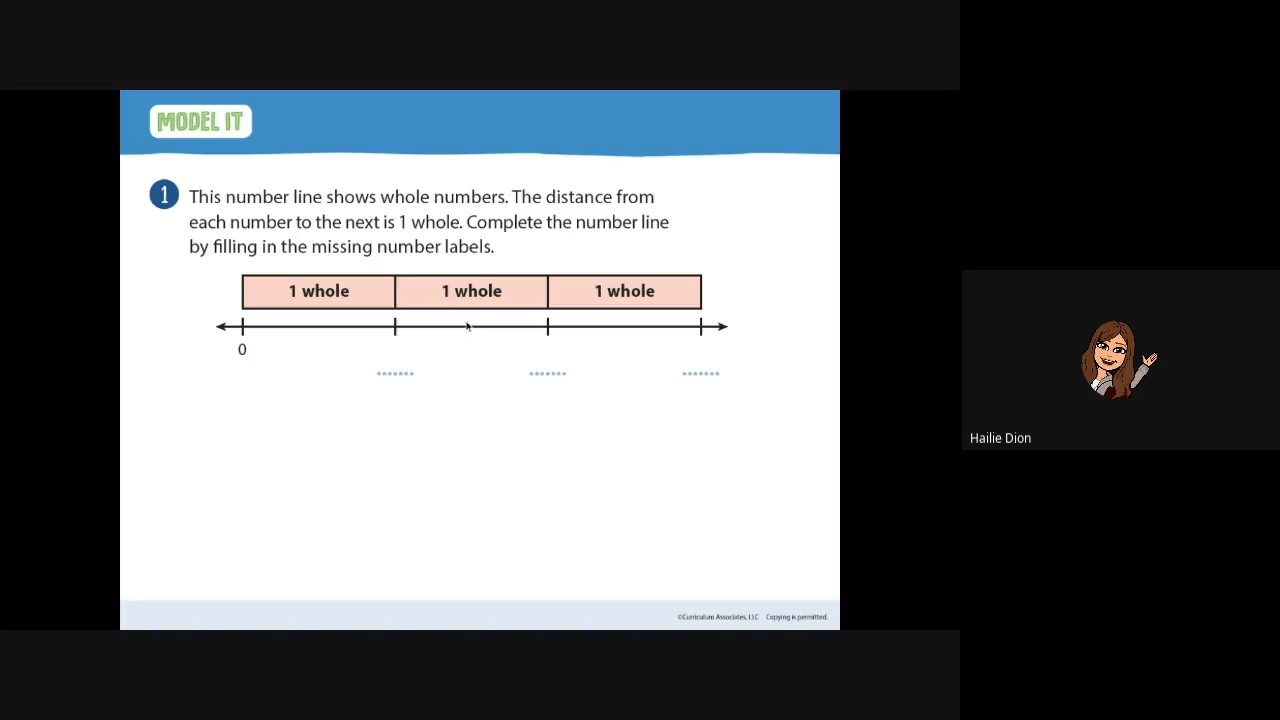 MODEL IT
1
This number line shows whole numbers. The distance from
each number to the next is 1 whole. Complete the number line
by filling in the missing number labels.
1 whole 1 whole 1 whole
0
Hailie Dion
©Curriculum Associates, LLC Copying is permitted.